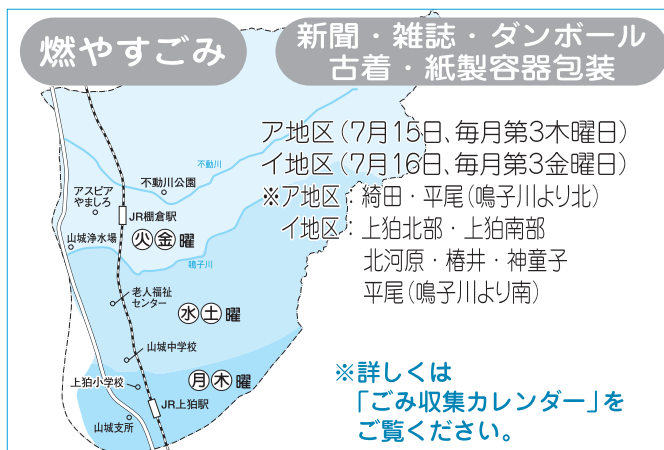 燃やすごみ
新聞・雑誌・ダンボール
古着・紙製容器包装
ア地区(7月15日、毎月第3木曜日)
イ地区(7月16日、毎月第3金曜日)
※ア地区：綺田・平尾(鳴子川より北)
イ地区：上狛北部・上狛南部
北河原・椿井・神童子
平尾(鳴子川より南)
※詳しくは
「ごみ収集カレンダー」を
ご覧ください。
不動川
不動川公園
アスピア
やましろ
JR棚倉駅
山城浄水場
火金曜
鳴子川
老人福祉
センター
水土曜
山城中学校
月木曜
上狛小学校
JR上狛駅
山城支所